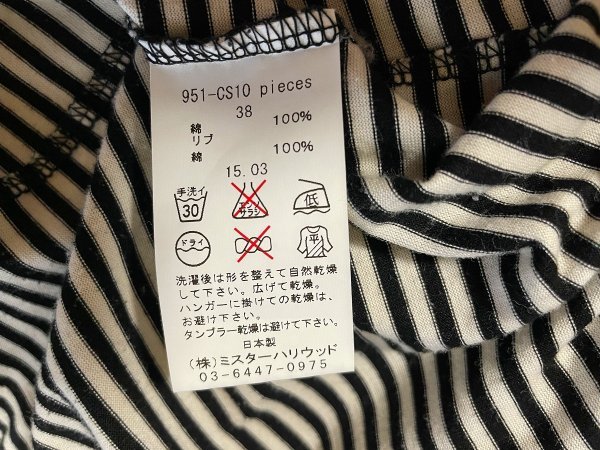 951-CS10 pieces
38
綿 100%
リブ
綿 100%
15.03
手洗イ
30
エンソ
サラシ
低
ドライ
平
洗濯後は形を整えて自然乾燥
して下さい。広げて乾燥。
ハンガーに掛けての乾燥は、
お避け下さい。
タンブラー乾燥は避けて下さい。
日本製
(株)ミスターハリウッド
03-6447-0975